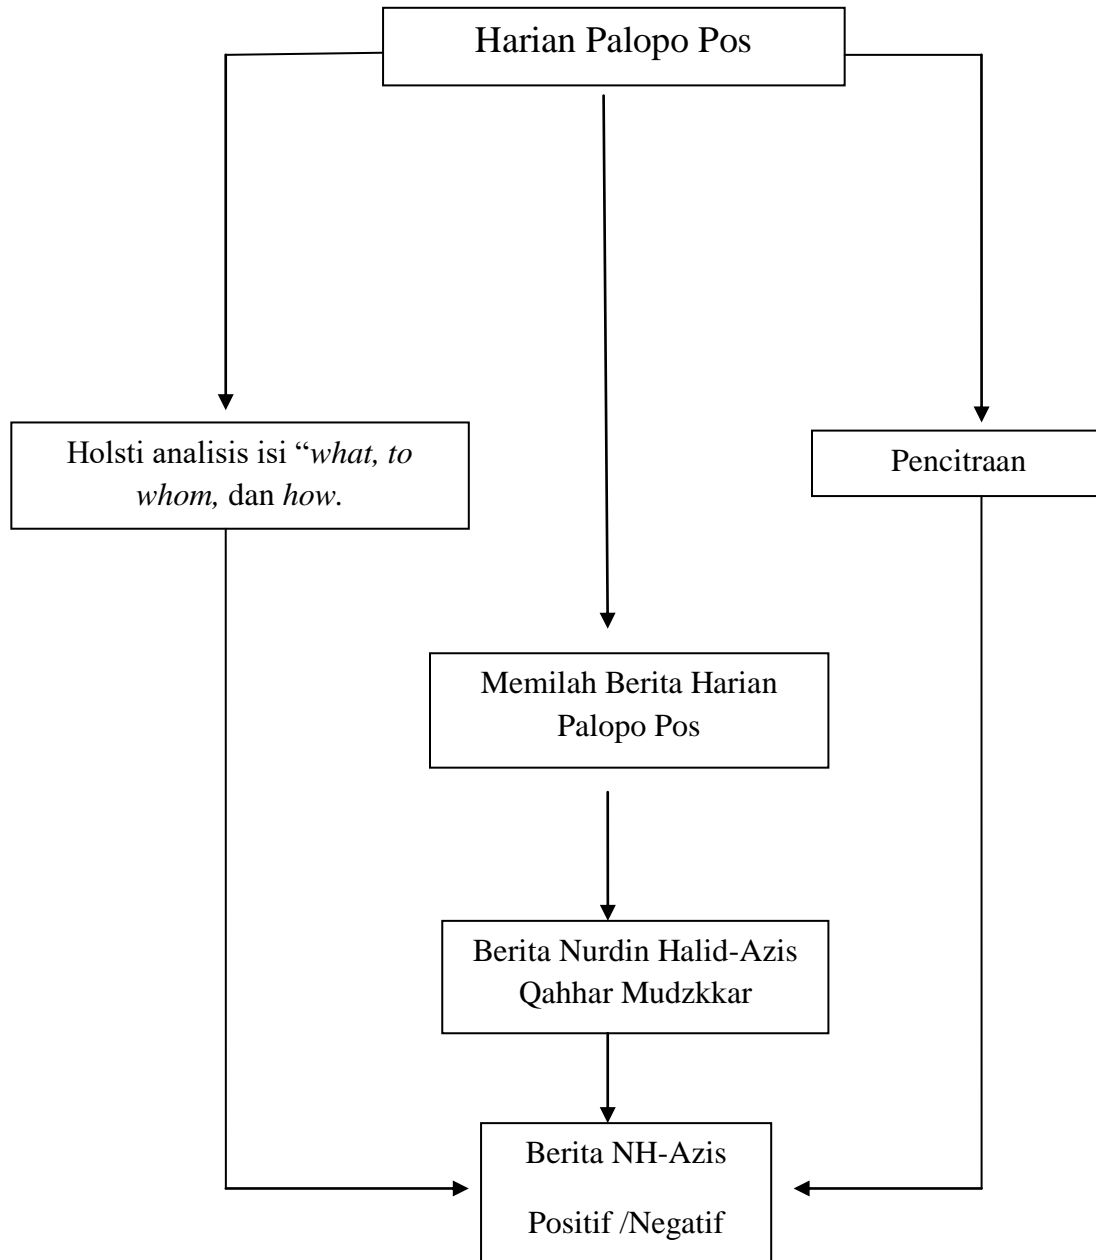 Harian Palopo Pos
Holsti analisis isi “what, to
whom, dan how.
Pencitraan
Memilah Berita Harian
Palopo Pos
Berita Nurdin Halid-Azis
Qahhar Mudzkkar
Berita NH-Azis
Positif /Negatif